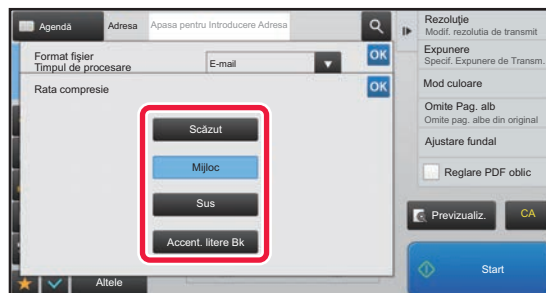 Agendă
Adresa
Apasa pentru Introducere Adresa
Format fişier
Timpul de procesare
E-mail
OK
Rata compresie
OK
Scăzut
Mijloc
Sus
Accent. litere Bk
Altele
Rezoluţie
Modif. rezolutia de transmit
Expunere
Specif. Expunere de Transm.
Mod culoare
Omite Pag. alb
Omite pag. albe din original
Ajustare fundal
Reglare PDF oblic
Previzualiz.
CA
Start